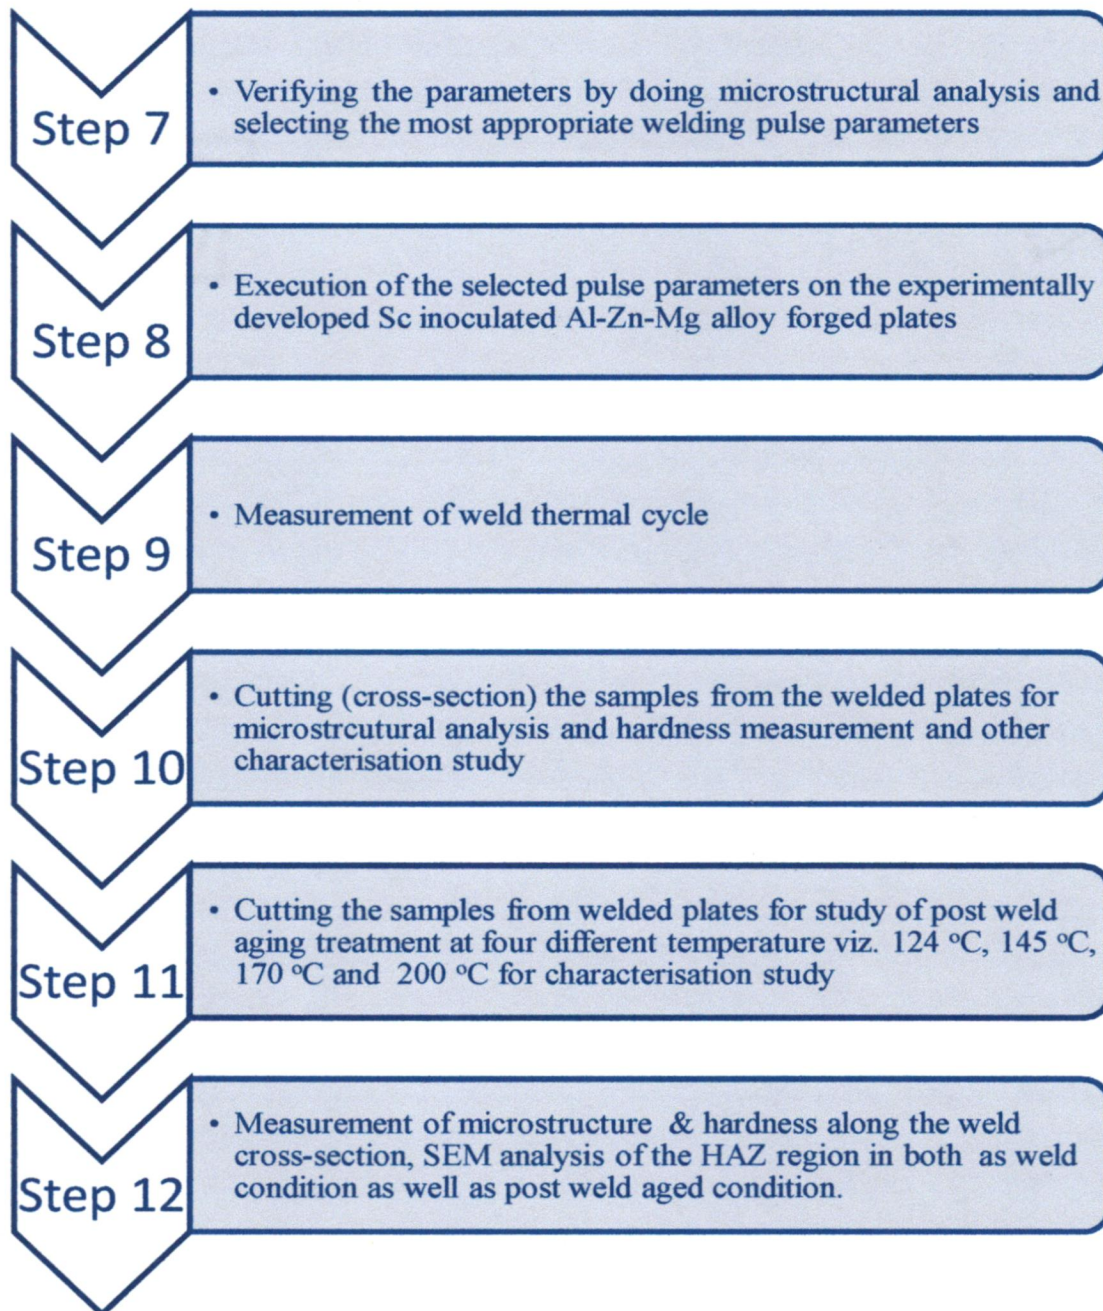 Step 7
• Verifying the parameters by doing microstructural analysis and
selecting the most appropriate welding pulse parameters
Step 8
• Execution of the selected pulse parameters on the experimentally
developed Sc inoculated Al-Zn-Mg alloy forged plates
Step 9
• Measurement of weld thermal cycle
Step 10
• Cutting (cross-section) the samples from the welded plates for
microstrcutural analysis and hardness measurement and other
characterisation study
Step 11
• Cutting the samples from welded plates for study of post weld
aging treatment at four different temperature viz. 124 °C, 145 °C,
170 °C and 200 °C for characterisation study
Step 12
• Measurement of microstructure & hardness along the weld
cross-section, SEM analysis of the HAZ region in both as weld
condition as well as post weld aged condition.